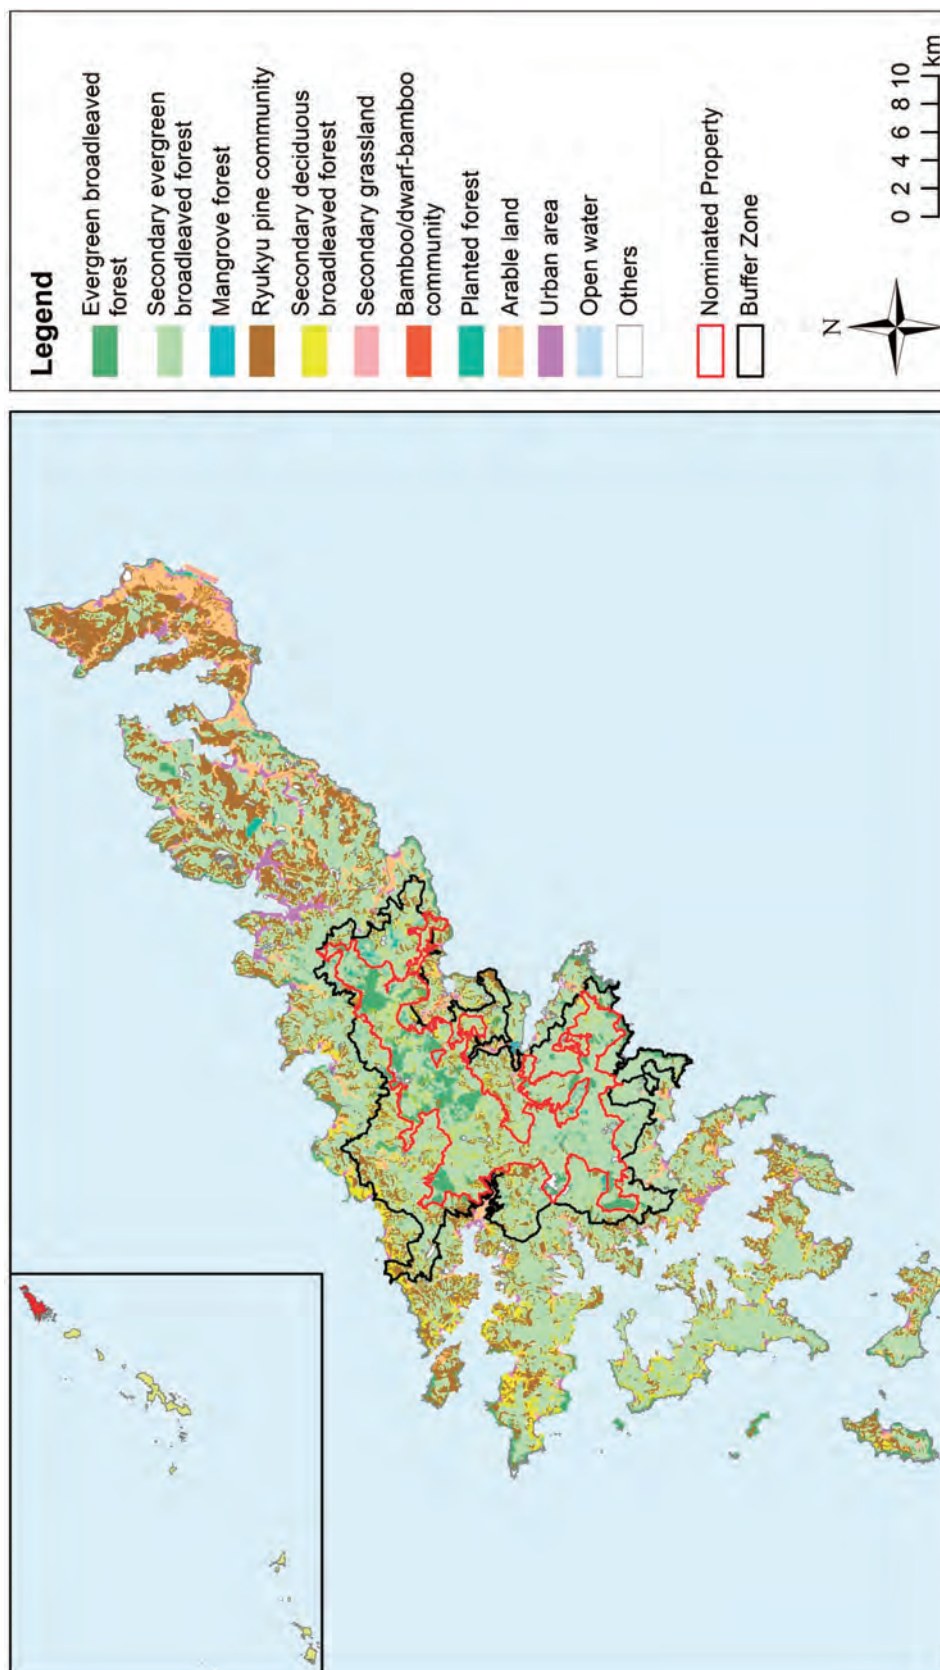 Legend
Evergreen broadleaved
forest
Secondary evergreen
broadleaved forest
Mangrove forest
Ryukyu pine community
Secondary deciduous
broadleaved forest
Secondary grassland
Bamboo/dwarf-bamboo
community
Planted forest
Arable land
Urban area
Open water
Others
Nominated Property
Buffer Zone
N
0 2 4 6 8 10
km